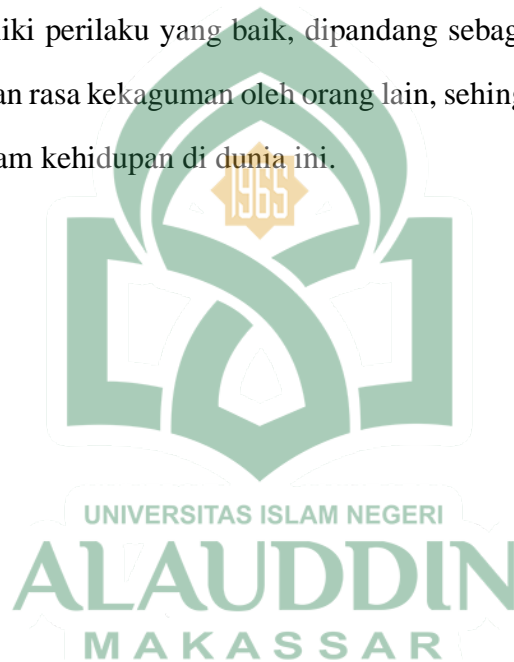 liki perilaku yang baik, dipandang sebag
an rasa kekaguman oleh orang lain, sehing
am kehidupan di dunia ini.
1965
UNIVERSITAS ISLAM NEGERI
ALAUDDIN
MAKASSAR